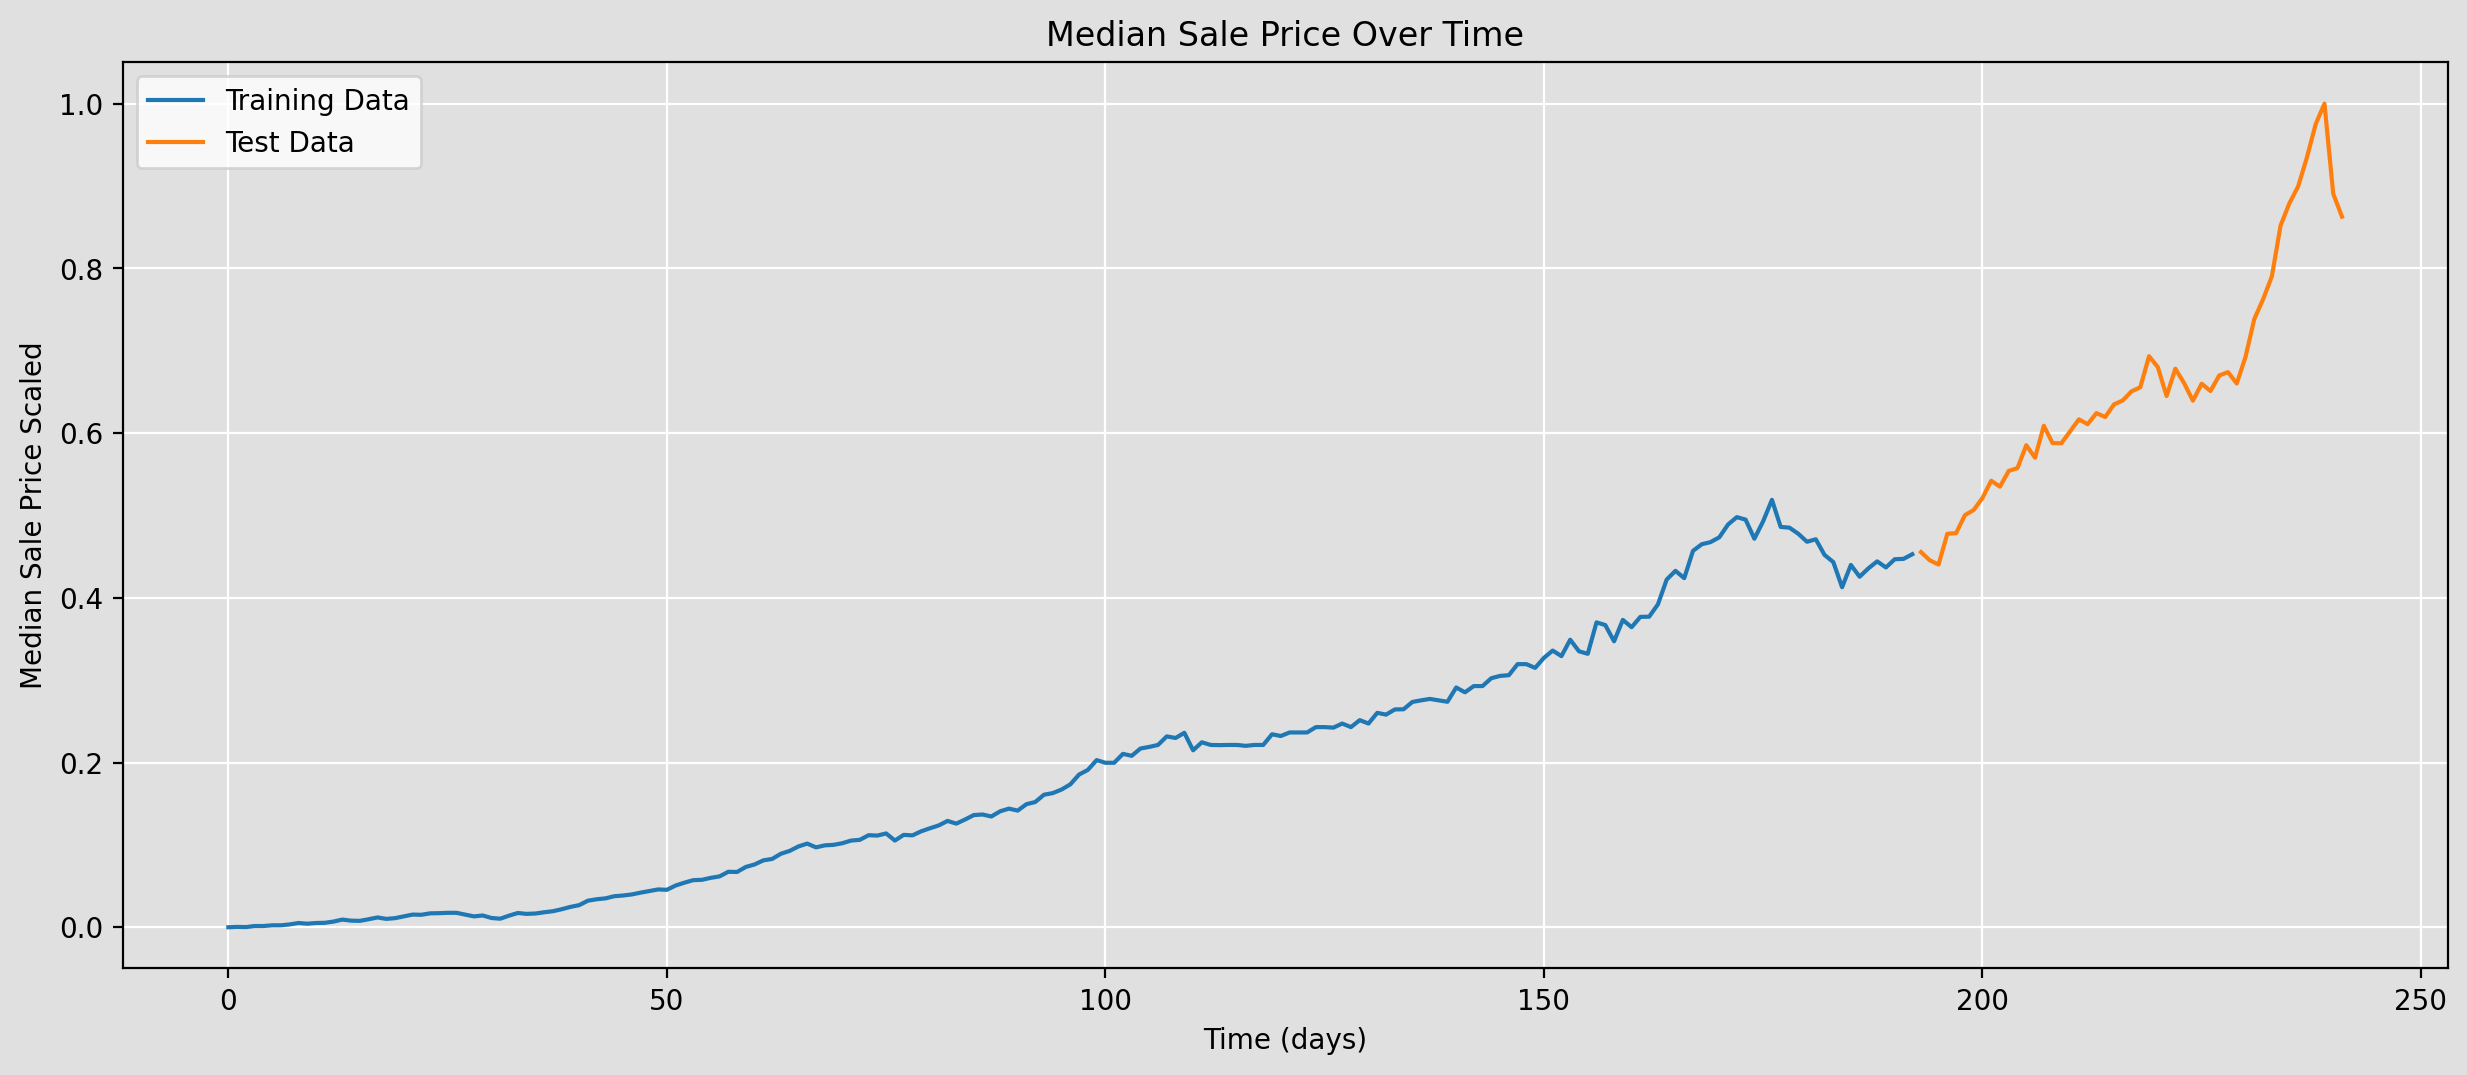 Median Sale Price Over Time
Training Data
Test Data
Median Sale Price Scaled
1.0
0.8
0.6
0.4
0.2
0.0
0 50 100 150 200 250
Time (days)